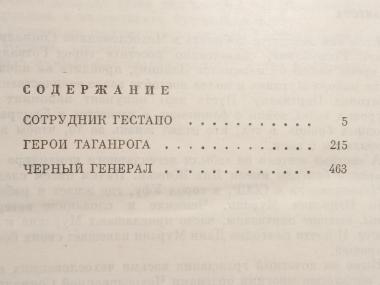 СОДЕРЖАНИЕ
СОТРУДНИК ГЕСТАПО . . . . . . . . 5
ГЕРОИ ТАГАНРОГА . . . . . . . . . 215
ЧЕРНЫЙ ГЕНЕРАЛ . . . . . . . . . 463